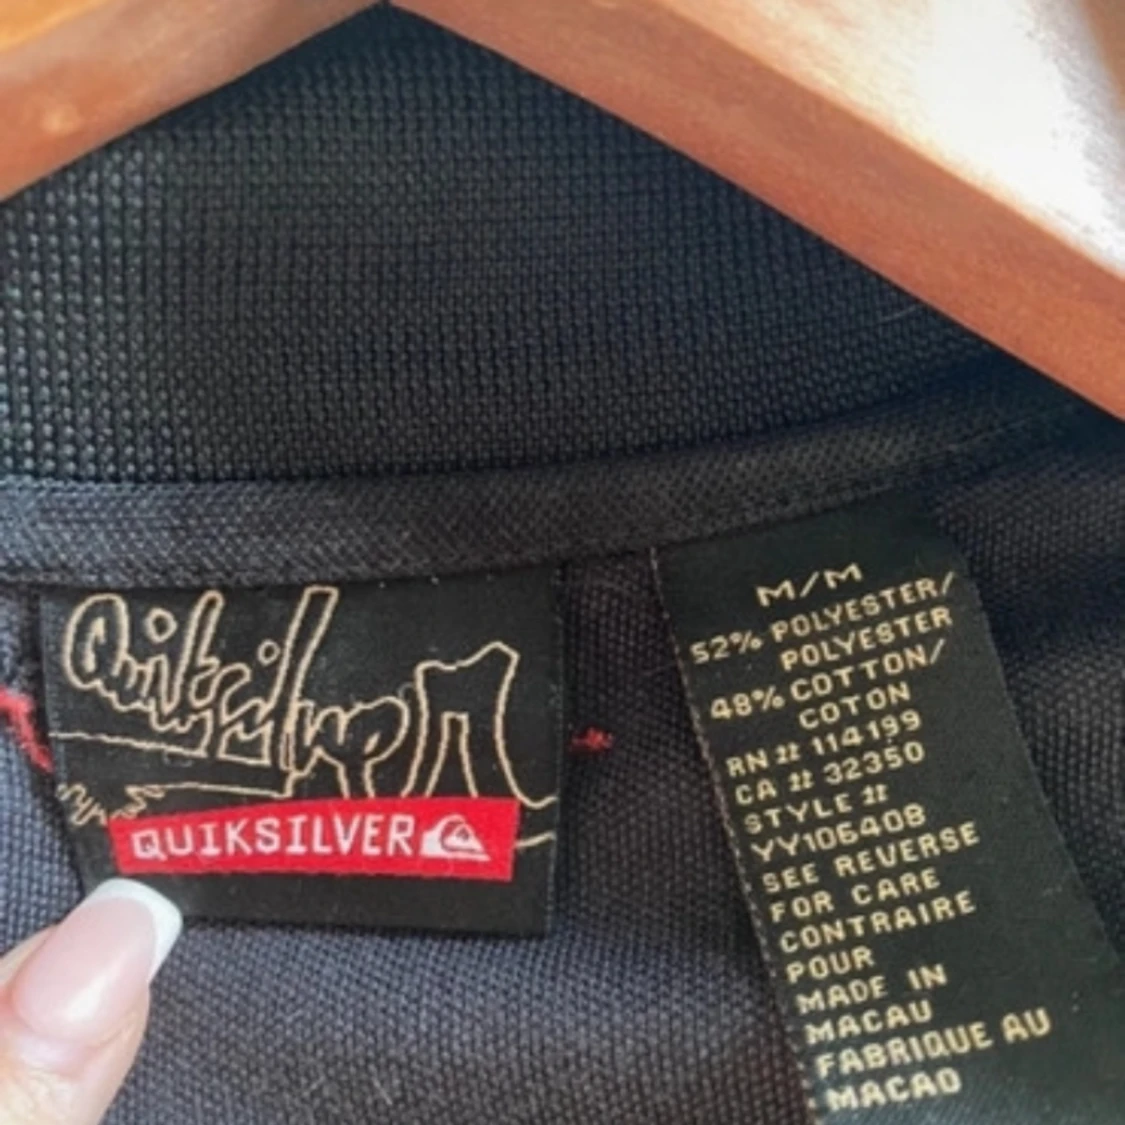 Quiksilver
QUIKSILVER
M/M
52% POLYESTER/
POLYESTER
48% COTTON/
COTON
RN # 114199
CA # 32350
STYLE #
YY106408
SEE REVERSE
FOR CARE
CONTRAIRE
POUR
MADE IN
MACAU
FABRIQUE AU
MACAO